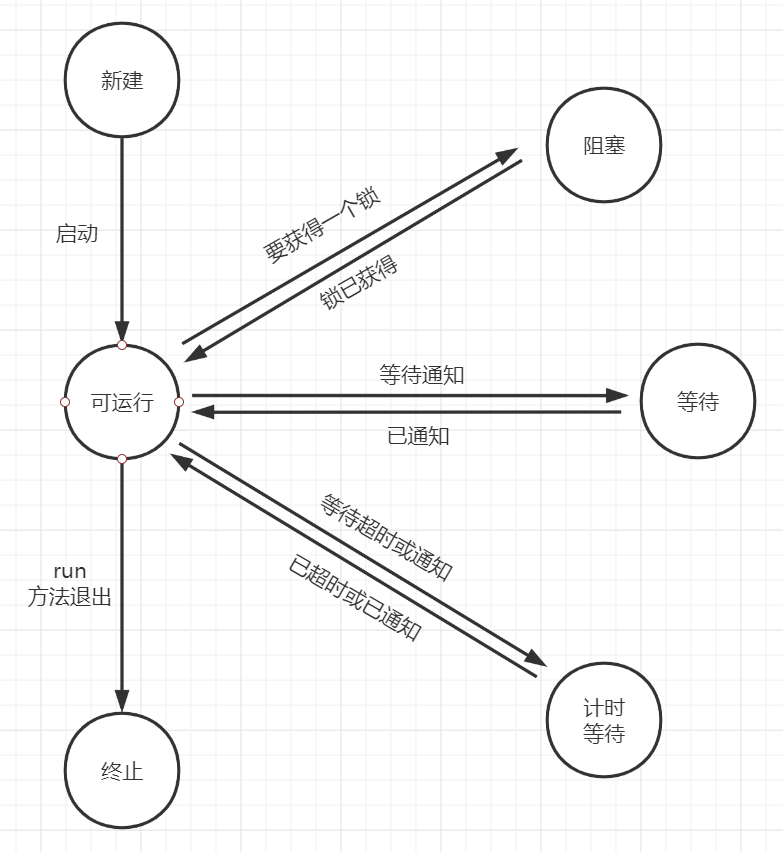 新建
阻塞
启动
要获得一个锁
锁已获得
可运行
等待通知
已通知
等待
等待超时或通知
已超时或已通知
run
方法退出
计时
等待
终止